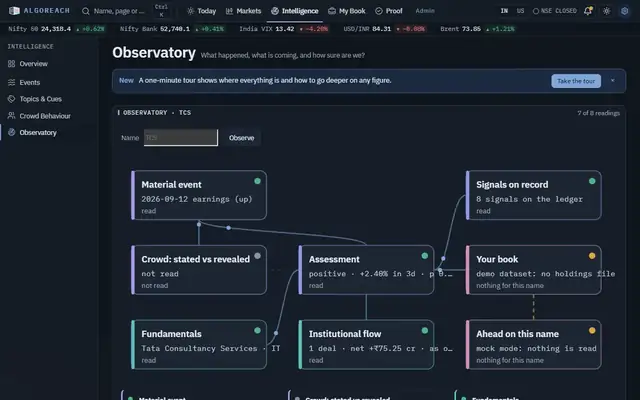 ALGOREACH
Name, page or ...
Ctrl K
Today
Markets
Intelligence
My Book
Proof
Admin
IN
US
NSE CLOSED
Nifty 50 24,318.4 ▲ +0.62%
Nifty Bank 52,740.1 ▲ +0.41%
India VIX 13.42 ▼ -4.20%
USD/INR 84.31 ▼ -0.08%
Brent 73.85 ▲ +1.21%
INTELLIGENCE
Overview
Events
Topics & Cues
Crowd Behaviour
Observatory
Observatory What happened, what is coming, and how sure are we?
New A one-minute tour shows where everything is and how to go deeper on any figure.
Take the tour
OBSERVATORY · TCS
7 of 8 readings
Name
TCS
Observe
Material event
2026-09-12 earnings (up)
read
Signals on record
8 signals on the ledger
read
Crowd: stated vs revealed
not read
not read
Assessment
positive · +2.40% in 3d · p 0.…
read
Your book
demo dataset: no holdings file
nothing for this name
Fundamentals
Tata Consultancy Services · IT
read
Institutional flow
1 deal · net +₹75.25 cr · as o…
read
Ahead on this name
mock mode: nothing is read
nothing for this name
Material event
Crowd: stated vs revealed
Fundamentals